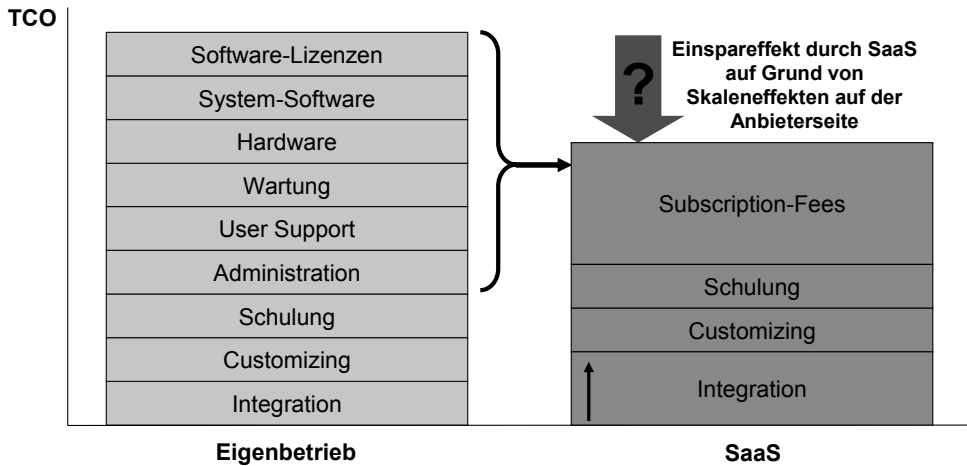 TCO
Software-Lizenzen
System-Software
Hardware
Wartung
User Support
Administration
Schulung
Customizing
Integration
Eigenbetrieb
?
Einspareffekt durch SaaS
auf Grund von
Skaleneffekten auf der
Anbieterseite
Subscription-Fees
Schulung
Customizing
Integration
SaaS